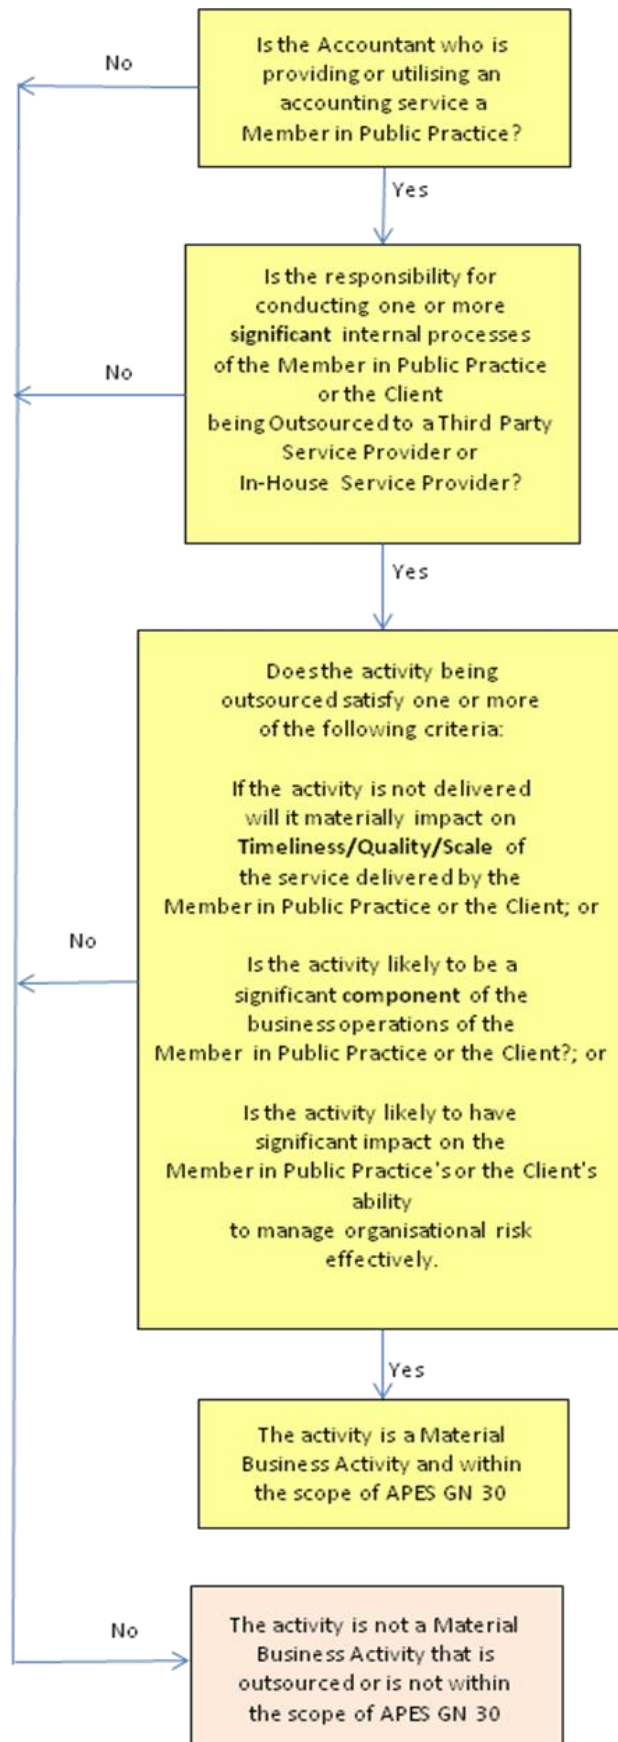 Is the Accountant who is
providing or utilising an
accounting service a
Member in Public Practice?
No
Yes
Is the responsibility for
conducting one or more
significant internal processes
of the Member in Public Practice
or the Client
being Outsourced to a Third Party
Service Provider or
In-House Service Provider?
No
Yes
Does the activity being
outsourced satisfy one or more
of the following criteria:
If the activity is not delivered
will it materially impact on
Timeliness/Quality/Scale of
the service delivered by the
Member in Public Practice or the Client; or
Is the activity likely to be a
significant component of the
business operations of the
Member in Public Practice or the Client?; or
Is the activity likely to have
significant impact on the
Member in Public Practice's or the Client's
ability
to manage organisational risk
effectively.
No
Yes
The activity is a Material
Business Activity and within
the scope of APES GN 30
No
The activity is not a Material
Business Activity that is
outsourced or is not within
the scope of APES GN 30